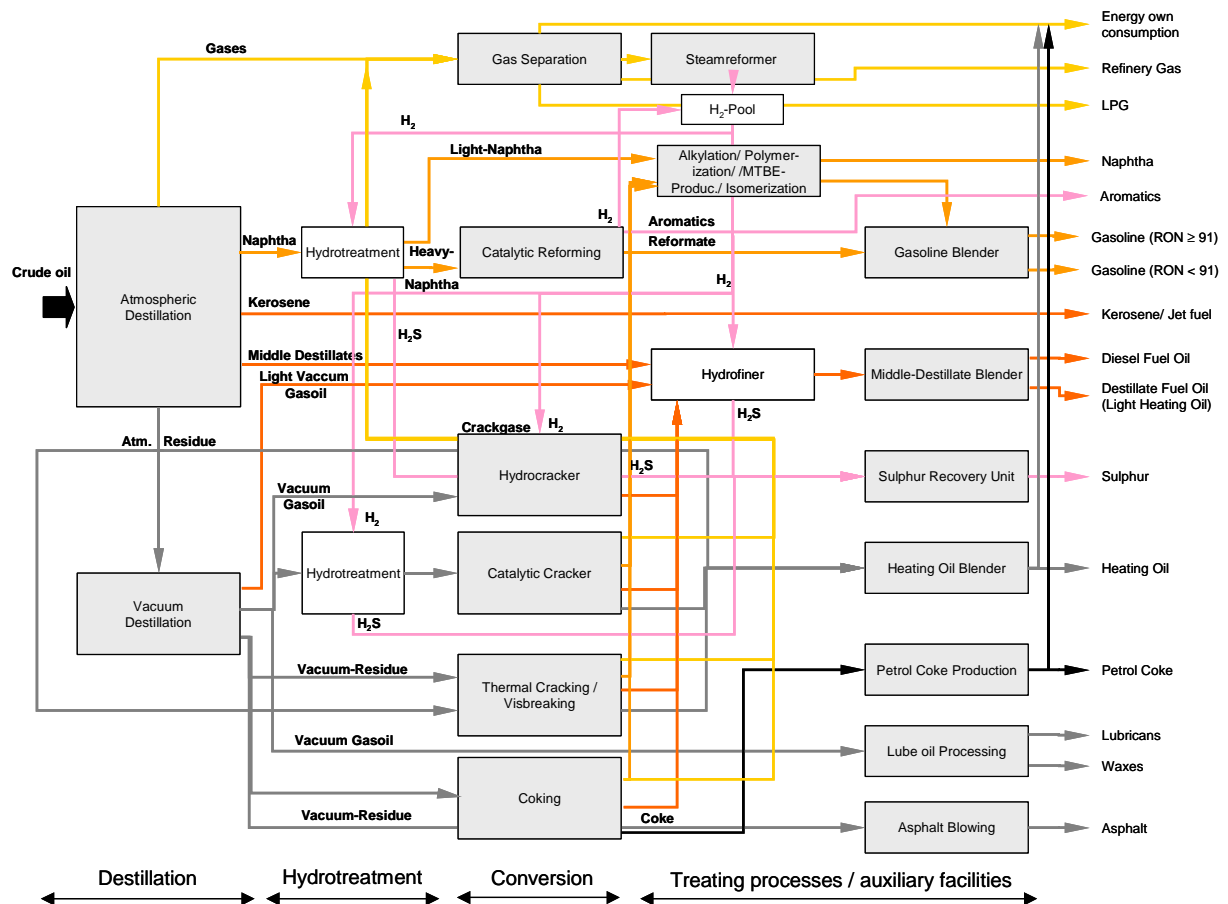 Energy own
consumption
Gases
Gas Separation
Steamreformer
Refinery Gas
H₂-Pool
LPG
H₂
Light-Naphtha
Alkylation/ Polymer-
ization/ /MTBE-
Produc./ Isomerization
Naphtha
Aromatics
H₂
Aromatics
Naphtha
Hydrotreatment
Heavy-
Naphtha
Catalytic Reforming
Reformate
Gasoline Blender
Gasoline (RON ≥ 91)
Gasoline (RON < 91)
Crude oil
Atmospheric
Destillation
H₂
Kerosene
Kerosene/ Jet fuel
H₂S
Middle Destillates
Light Vaccum
Gasoil
Hydrofiner
Middle-Destillate Blender
Diesel Fuel Oil
Destillate Fuel Oil
(Light Heating Oil)
H₂S
Atm. Residue
Crackgase
H₂
Hydrocracker
H₂S
Sulphur Recovery Unit
Sulphur
Vacuum
Gasoil
H₂
Hydrotreatment
Catalytic Cracker
Heating Oil Blender
Heating Oil
Vacuum
Destillation
H₂S
Vacuum-Residue
Thermal Cracking /
Visbreaking
Petrol Coke Production
Petrol Coke
Vacuum Gasoil
Lube oil Processing
Lubricans
Waxes
Coking
Vacuum-Residue
Coke
Asphalt Blowing
Asphalt
Destillation
Hydrotreatment
Conversion
Treating processes / auxiliary facilities